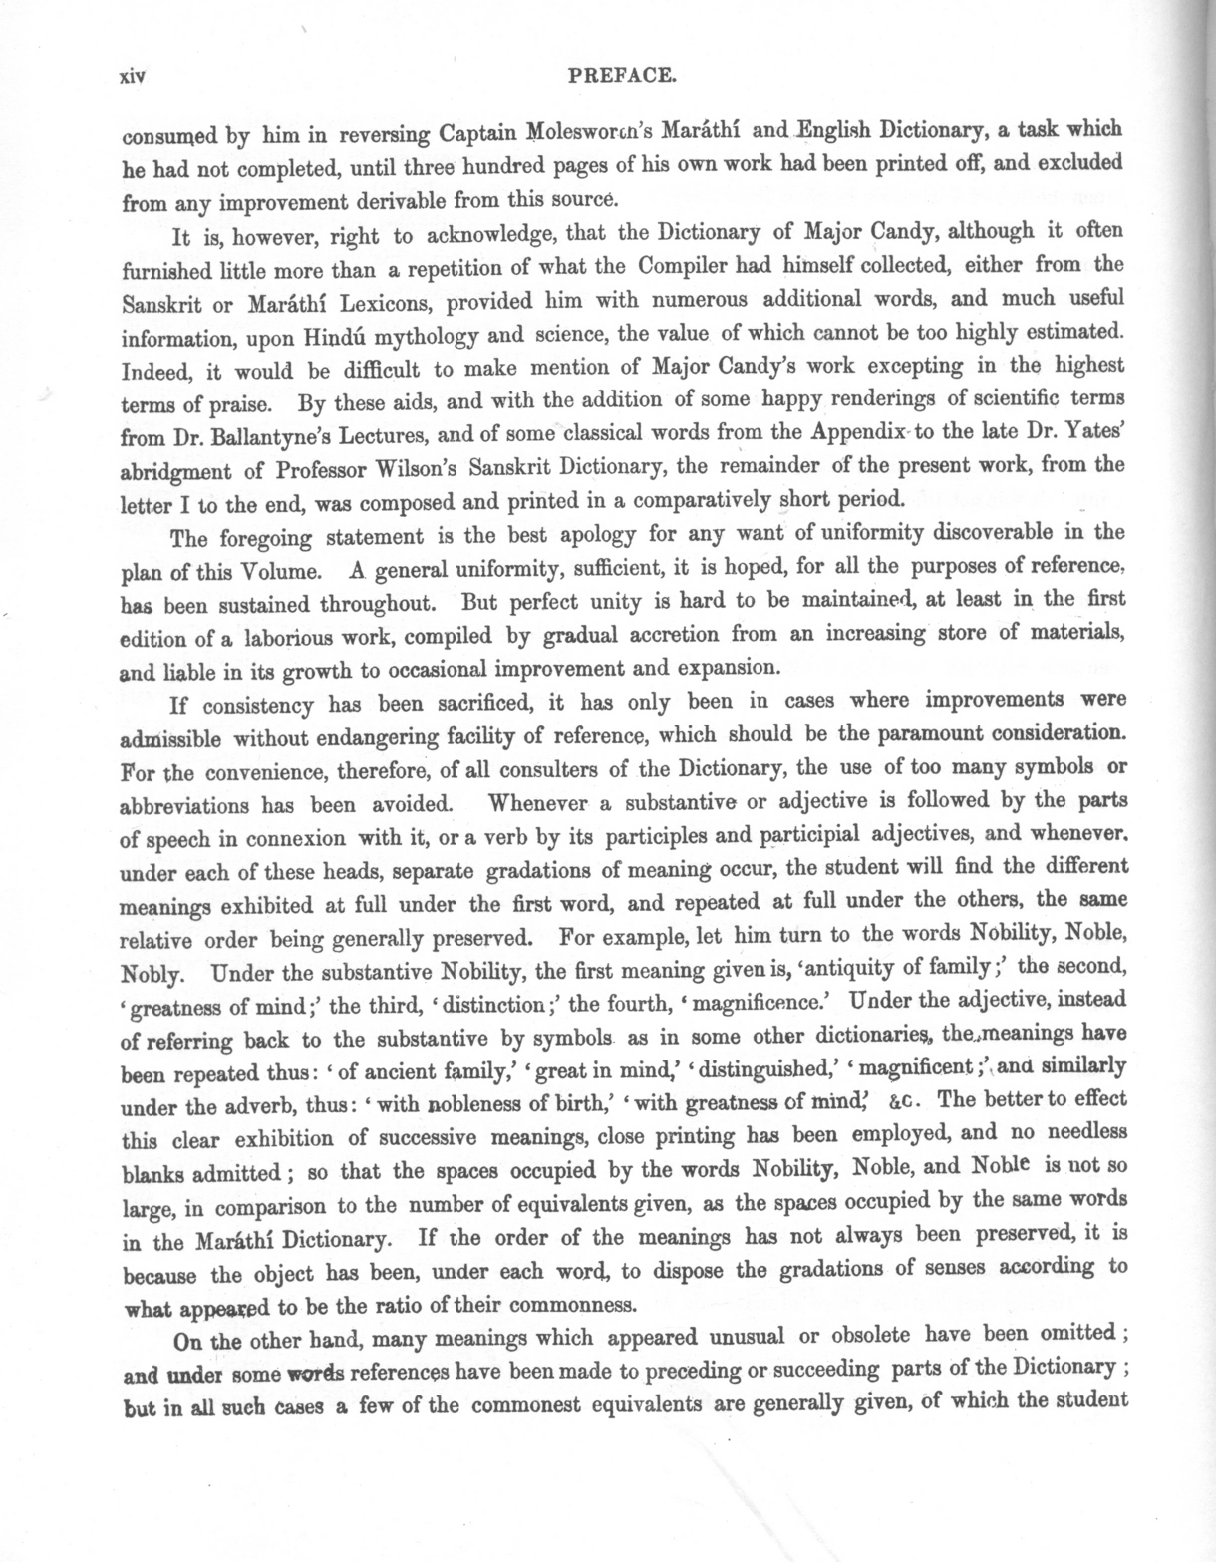 xiv
PREFACE.
consumed by him in reversing Captain Molesworth's Maráthí and English Dictionary, a task which
he had not completed, until three hundred pages of his own work had been printed off, and excluded
from any improvement derivable from this source.
It is, however, right to acknowledge, that the Dictionary of Major Candy, although it often
furnished little more than a repetition of what the Compiler had himself collected, either from the
Sanskrit or Maráthí Lexicons, provided him with numerous additional words, and much useful
information, upon Hindú mythology and science, the value of which cannot be too highly estimated.
Indeed, it would be difficult to make mention of Major Candy's work excepting in the highest
terms of praise. By these aids, and with the addition of some happy renderings of scientific terms
from Dr. Ballantyne's Lectures, and of some classical words from the Appendix to the late Dr. Yates'
abridgment of Professor Wilson's Sanskrit Dictionary, the remainder of the present work, from the
letter I to the end, was composed and printed in a comparatively short period.
The foregoing statement is the best apology for any want of uniformity discoverable in the
plan of this Volume. A general uniformity, sufficient, it is hoped, for all the purposes of reference,
has been sustained throughout. But perfect unity is hard to be maintained, at least in the first
edition of a laborious work, compiled by gradual accretion from an increasing store of materials,
and liable in its growth to occasional improvement and expansion.
If consistency has been sacrificed, it has only been in cases where improvements were
admissible without endangering facility of reference, which should be the paramount consideration.
For the convenience, therefore, of all consulters of the Dictionary, the use of too many symbols or
abbreviations has been avoided. Whenever a substantive or adjective is followed by the parts
of speech in connexion with it, or a verb by its participles and participial adjectives, and whenever,
under each of these heads, separate gradations of meaning occur, the student will find the different
meanings exhibited at full under the first word, and repeated at full under the others, the same
relative order being generally preserved. For example, let him turn to the words Nobility, Noble,
Nobly. Under the substantive Nobility, the first meaning given is, 'antiquity of family;' the second,
'greatness of mind;' the third, 'distinction;' the fourth, 'magnificence.' Under the adjective, instead
of referring back to the substantive by symbols as in some other dictionaries, the meanings have
been repeated thus: 'of ancient family,' 'great in mind,' 'distinguished,' 'magnificent;' and similarly
under the adverb, thus: 'with nobleness of birth,' 'with greatness of mind,' &c. The better to effect
this clear exhibition of successive meanings, close printing has been employed, and no needless
blanks admitted; so that the spaces occupied by the words Nobility, Noble, and Noble is not so
large, in comparison to the number of equivalents given, as the spaces occupied by the same words
in the Maráthí Dictionary. If the order of the meanings has not always been preserved, it is
because the object has been, under each word, to dispose the gradations of senses according to
what appeared to be the ratio of their commonness.
On the other hand, many meanings which appeared unusual or obsolete have been omitted;
and under some words references have been made to preceding or succeeding parts of the Dictionary;
but in all such cases a few of the commonest equivalents are generally given, of which the student